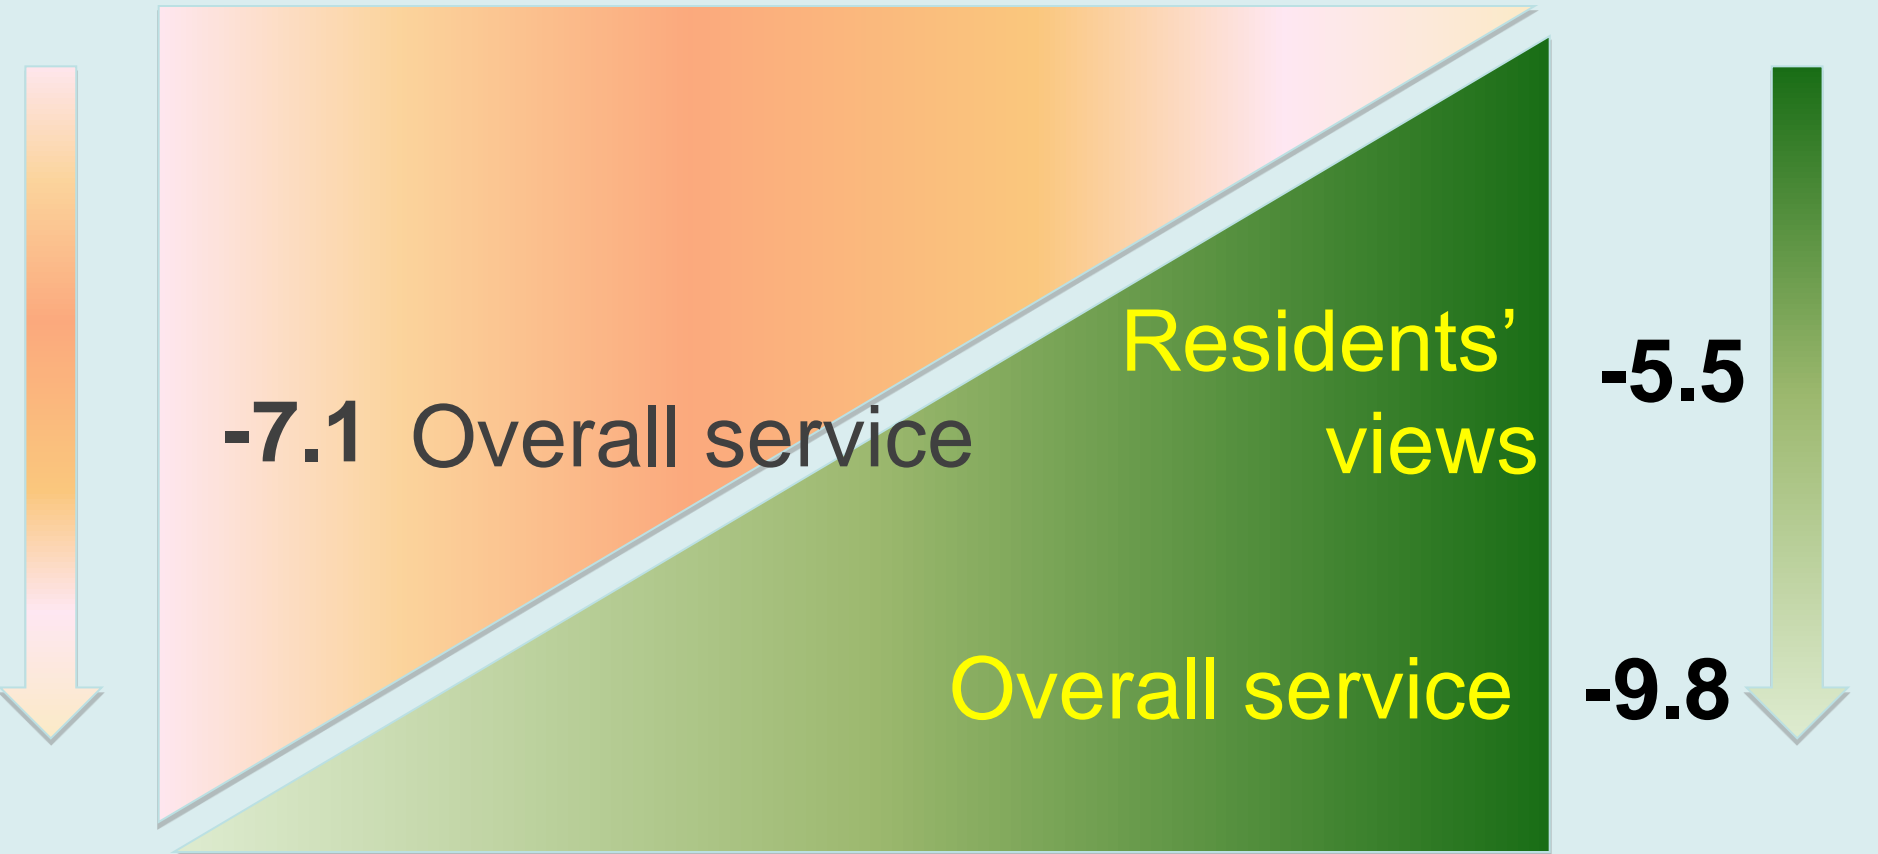 Residents’
views
-5.5
-7.1 Overall service
Overall service -9.8